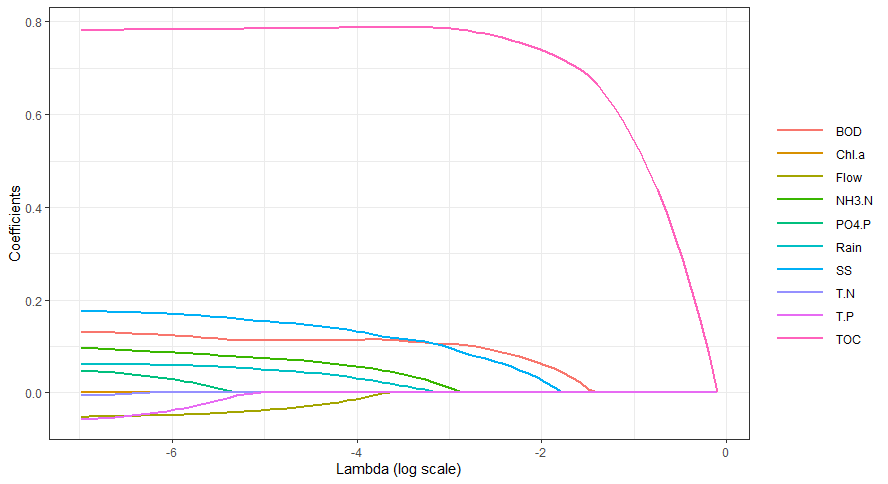 0.8
0.6
0.4
0.2
0.0
Coefficients
-6
-4
-2
0
Lambda (log scale)
BOD
Chl.a
Flow
NH3.N
PO4.P
Rain
SS
T.N
T.P
TOC